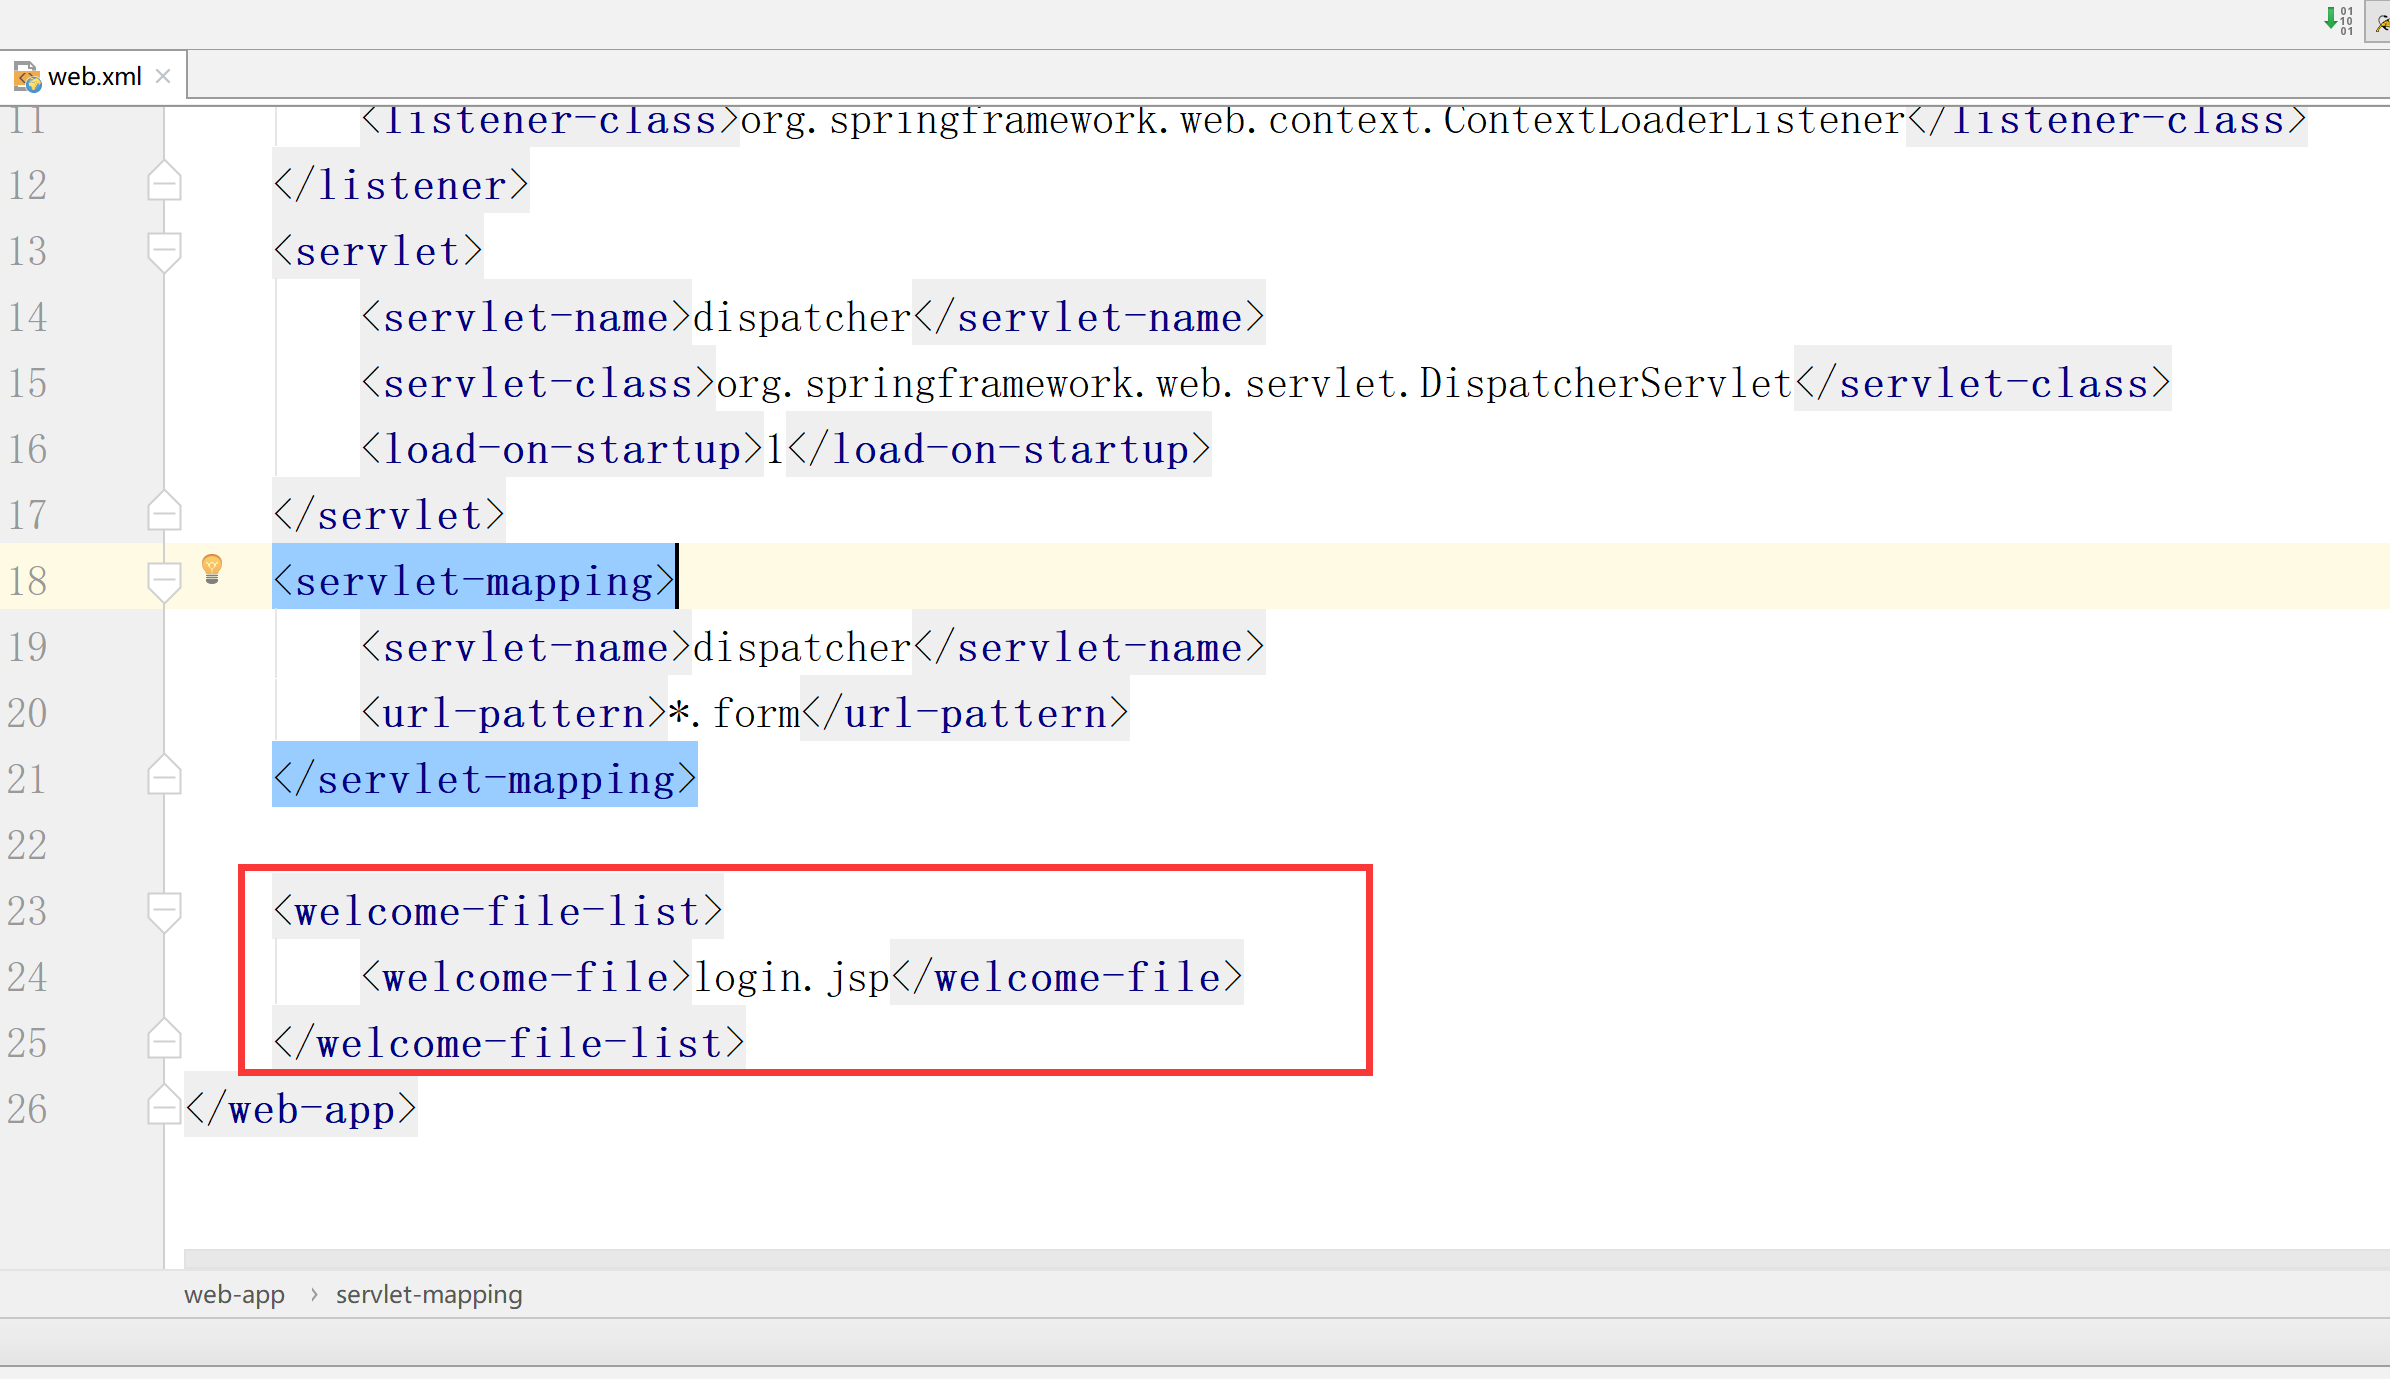 01
10
01
web.xml
11 <listener-class>org.springframework.web.context.ContextLoaderListener</listener-class>
12 </listener>
13 <servlet>
14 <servlet-name>dispatcher</servlet-name>
15 <servlet-class>org.springframework.web.servlet.DispatcherServlet</servlet-class>
16 <load-on-startup>1</load-on-startup>
17 </servlet>
18 <servlet-mapping>
19 <servlet-name>dispatcher</servlet-name>
20 <url-pattern>*.form</url-pattern>
21 </servlet-mapping>
22
23 <welcome-file-list>
24 <welcome-file>login.jsp</welcome-file>
25 </welcome-file-list>
26 </web-app>
web-app › servlet-mapping